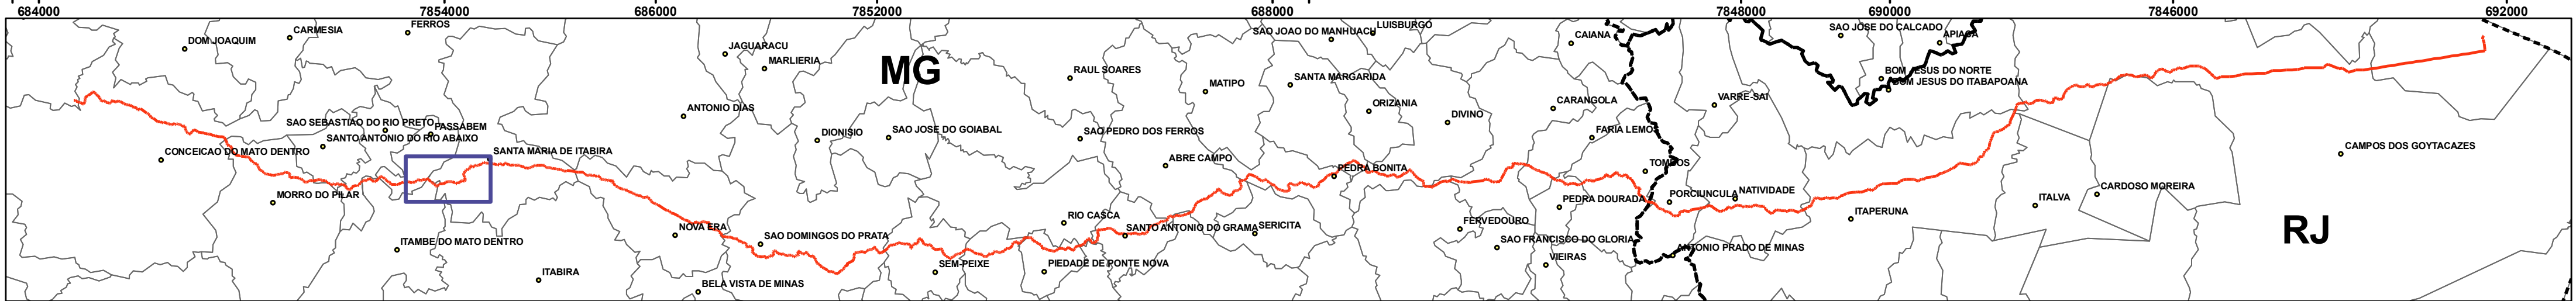 684000 7854000 686000 7852000 688000 7848000 690000 7846000 692000
FERROS
CARMESIA
DOM JOAQUIM
JAGUARACU
MARLIERIA
MG
RAUL SOARES
SAO JOAO DO MANHUACU
LUISBURGO
CAIANA
SAO JOSE DO CALCADO
APIACA
BOM JESUS DO NORTE
BOM JESUS DO ITABAPOANA
MATIPO
SANTA MARGARIDA
ORIZANIA
CARANGOLA
VARRE-SAI
ANTONIO DIAS
DIVINO
SAO SEBASTIAO DO RIO PRETO
PASSABEM
SANTO ANTONIO DO RIO ABAIXO
DIONISIO
SAO JOSE DO GOIABAL
SAO PEDRO DOS FERROS
FARIA LEMOS
CONCEICAO DO MATO DENTRO
SANTA MARIA DE ITABIRA
ABRE CAMPO
PEDRA BONITA
TOMBOS
CAMPOS DOS GOYTACAZES
MORRO DO PILAR
PEDRA DOURADA
PORCIUNCULA
NATIVIDADE
CARDOSO MOREIRA
ITALVA
ITAPERUNA
NOVA ERA
SAO DOMINGOS DO PRATA
RIO CASCA
SANTO ANTONIO DO GRAMA
SERICITA
FERVEDOURO
RJ
ITAMBE DO MATO DENTRO
SAO FRANCISCO DO GLORIA
ANTONIO PRADO DE MINAS
ITABIRA
SEM-PEIXE
PIEDADE DE PONTE NOVA
VIEIRAS
BELA VISTA DE MINAS